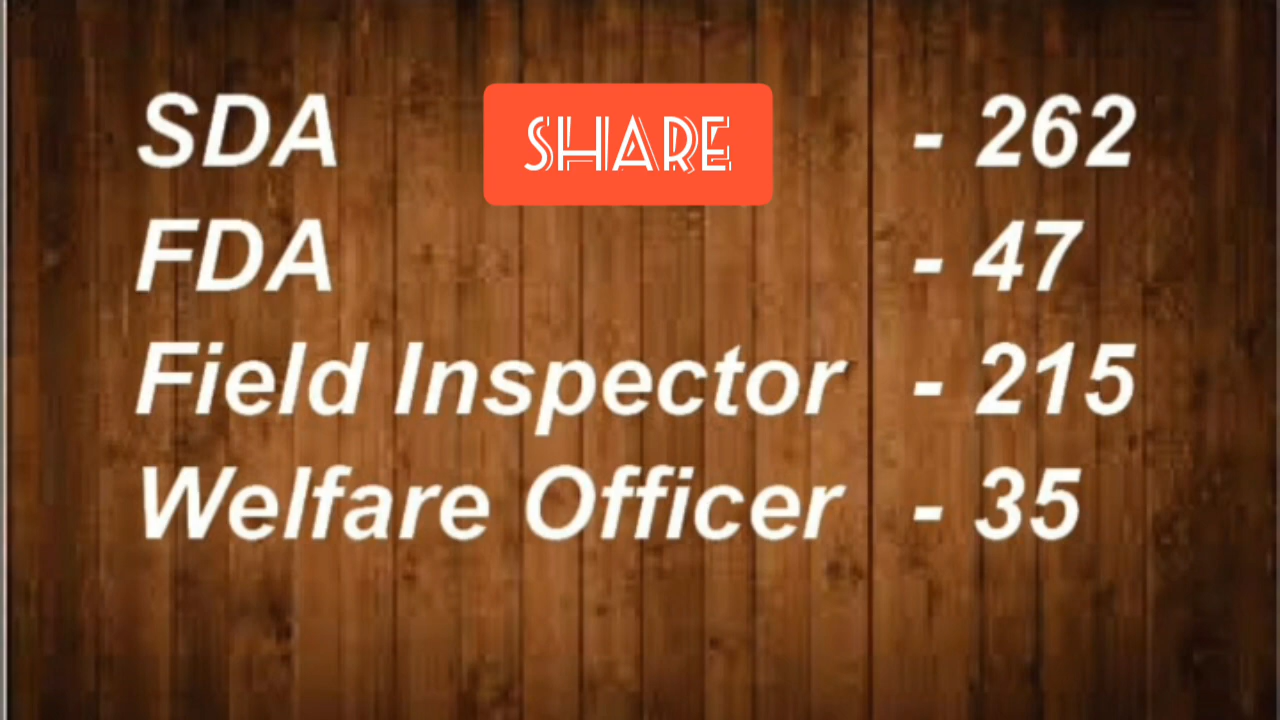 SDA SHARE - 262
FDA - 47
Field Inspector - 215
Welfare Officer - 35